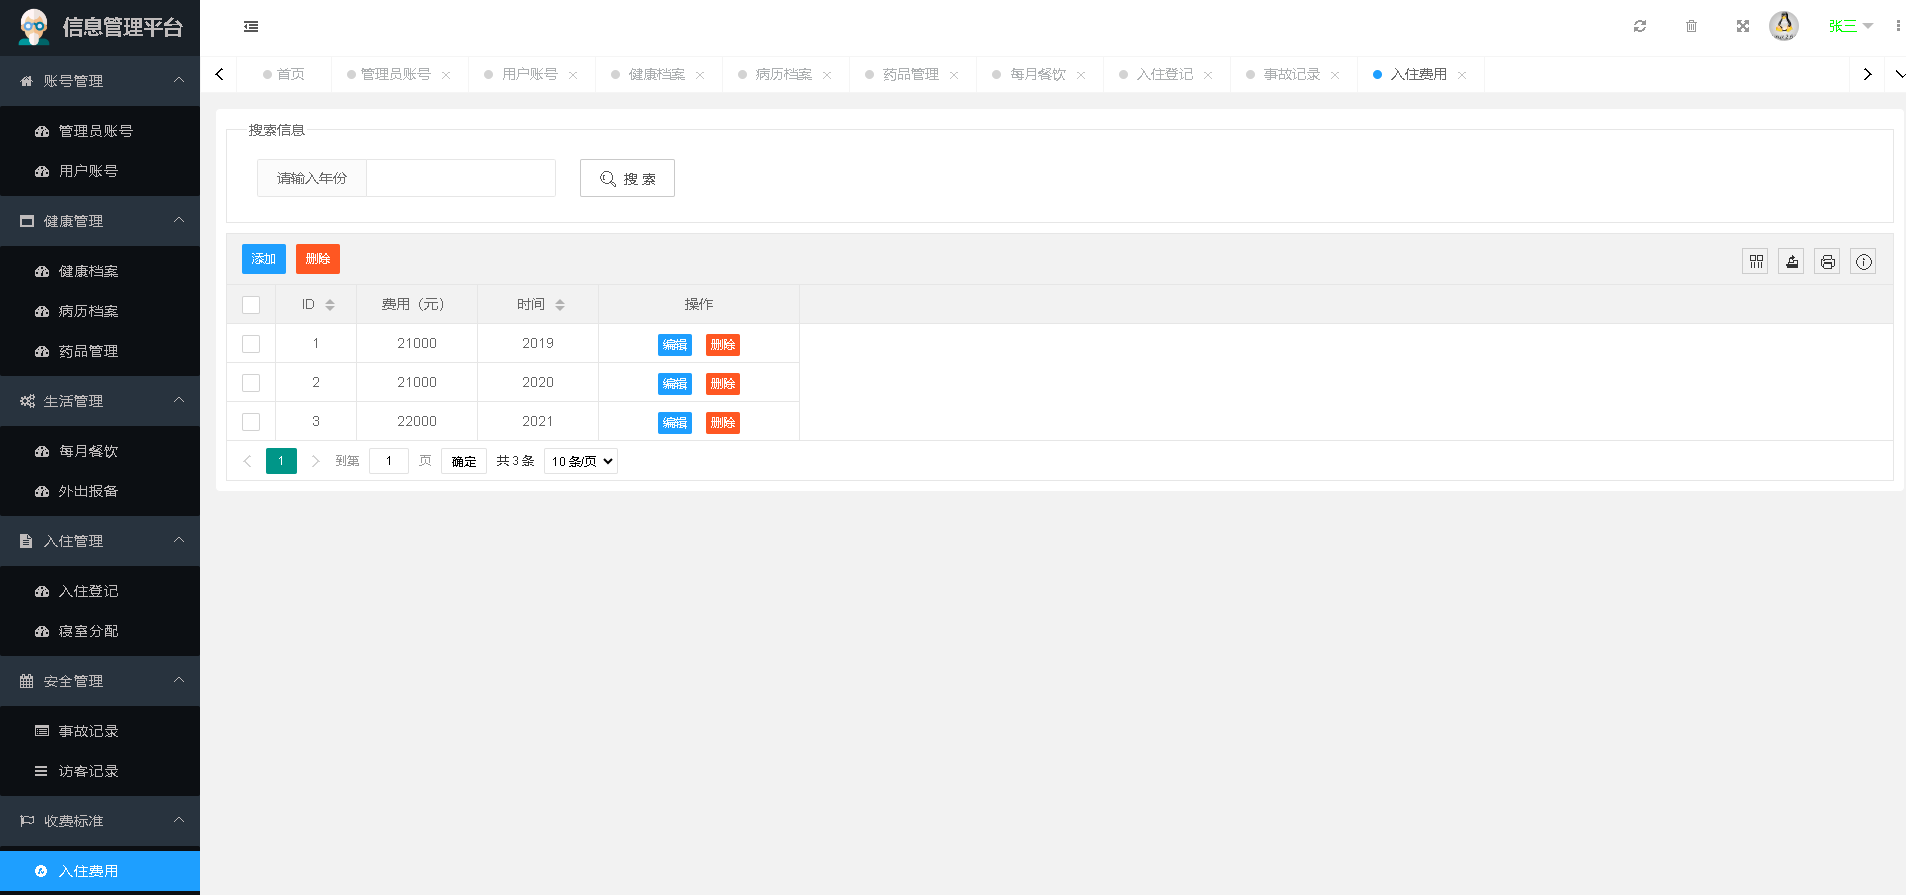 信息管理平台
张三
首页 管理员账号 用户账号 健康档案 病历档案 药品管理 每月餐饮 入住登记 事故记录 入住费用
账号管理
管理员账号
用户账号
健康管理
健康档案
病历档案
药品管理
生活管理
每月餐饮
外出报备
入住管理
入住登记
寝室分配
安全管理
事故记录
访客记录
收费标准
入住费用
搜索信息
请输入年份 搜 索
添加 删除
ID 费用（元） 时间 操作
1 21000 2019 编辑 删除
2 21000 2020 编辑 删除
3 22000 2021 编辑 删除
1 到第 1 页 确定 共 3 条 10 条/页